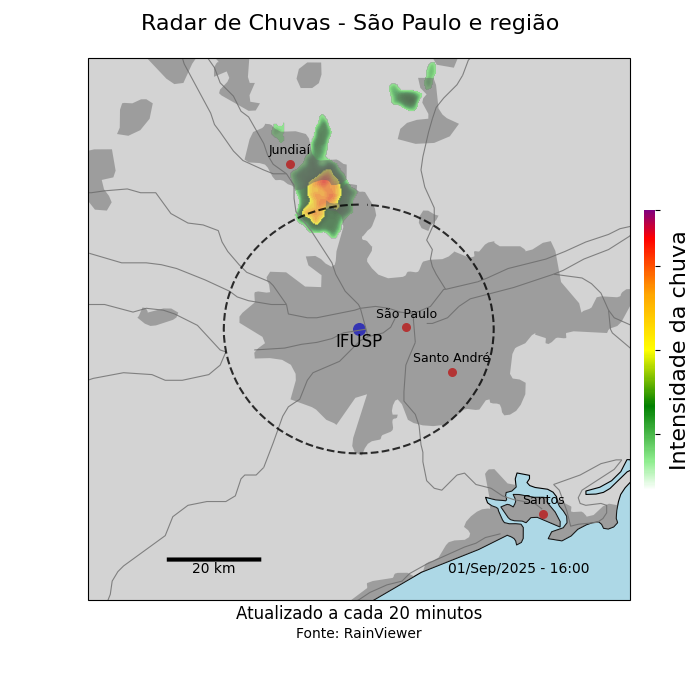 Radar de Chuvas - São Paulo e região
Jundiaí
São Paulo
IFUSP
Santo André
Santos
20 km
01/Sep/2025 - 16:00
Intensidade da chuva
Atualizado a cada 20 minutos
Fonte: RainViewer